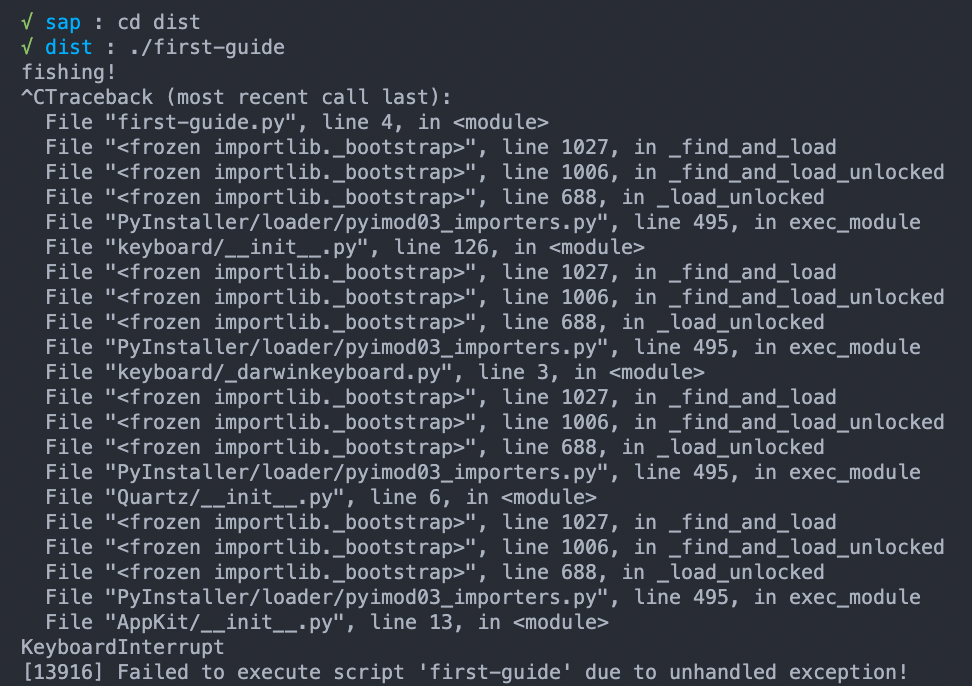 √ sap : cd dist
√ dist : ./first-guide
fishing!
^CTraceback (most recent call last):
  File "first-guide.py", line 4, in <module>
  File "<frozen importlib._bootstrap>", line 1027, in _find_and_load
  File "<frozen importlib._bootstrap>", line 1006, in _find_and_load_unlocked
  File "<frozen importlib._bootstrap>", line 688, in _load_unlocked
  File "PyInstaller/loader/pyimod03_importers.py", line 495, in exec_module
  File "keyboard/__init__.py", line 126, in <module>
  File "<frozen importlib._bootstrap>", line 1027, in _find_and_load
  File "<frozen importlib._bootstrap>", line 1006, in _find_and_load_unlocked
  File "<frozen importlib._bootstrap>", line 688, in _load_unlocked
  File "PyInstaller/loader/pyimod03_importers.py", line 495, in exec_module
  File "keyboard/_darwinkeyboard.py", line 3, in <module>
  File "<frozen importlib._bootstrap>", line 1027, in _find_and_load
  File "<frozen importlib._bootstrap>", line 1006, in _find_and_load_unlocked
  File "<frozen importlib._bootstrap>", line 688, in _load_unlocked
  File "PyInstaller/loader/pyimod03_importers.py", line 495, in exec_module
  File "Quartz/__init__.py", line 6, in <module>
  File "<frozen importlib._bootstrap>", line 1027, in _find_and_load
  File "<frozen importlib._bootstrap>", line 1006, in _find_and_load_unlocked
  File "<frozen importlib._bootstrap>", line 688, in _load_unlocked
  File "PyInstaller/loader/pyimod03_importers.py", line 495, in exec_module
  File "AppKit/__init__.py", line 13, in <module>
KeyboardInterrupt
[13916] Failed to execute script 'first-guide' due to unhandled exception!